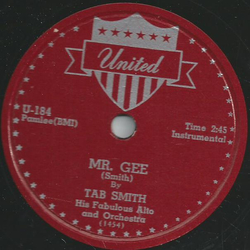 United
U-184
Pamlee(BMI)
Time 2:45
Instrumental
MR. GEE
(Smith)
By
TAB SMITH
His Fabulous Alto
and Orchestra
(1454)